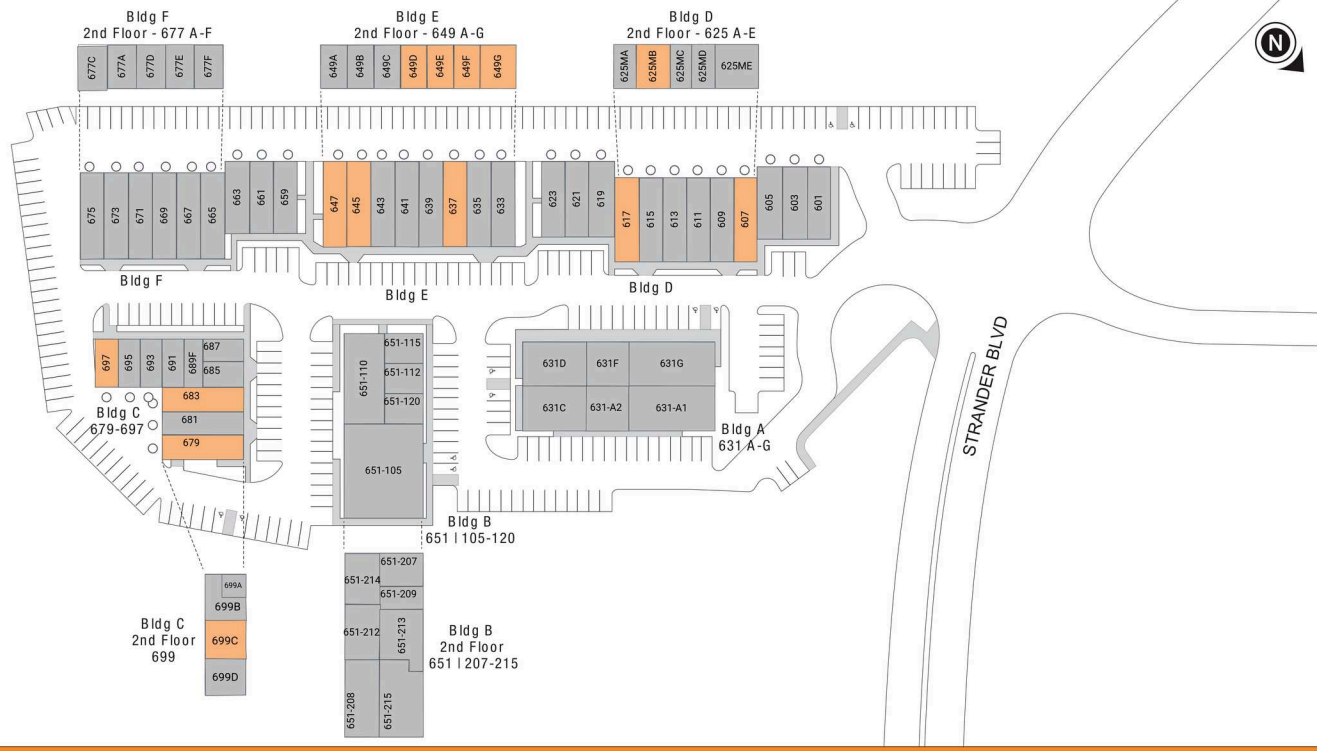 Bldg F
2nd Floor - 677 A-F
Bldg E
2nd Floor - 649 A-G
Bldg D
2nd Floor - 625 A-E
N
677C
677A
677D
677E
677F
649A
649B
649C
649D
649E
649F
649G
625MA
625MB
625MC
625MD
625ME
675
673
671
669
667
665
663
661
659
647
645
643
641
639
637
635
633
623
621
619
617
615
613
611
609
607
605
603
601
Bldg F
Bldg E
Bldg D
697
695
693
691
689F
687
685
683
681
679
Bldg C
679-697
651-110
651-115
651-112
651-120
651-105
Bldg B
651 | 105-120
631D
631F
631G
631C
631-A2
631-A1
Bldg A
631 A-G
STRANDER BLVD
699A
699B
699C
699D
Bldg C
2nd Floor
699
651-214
651-207
651-209
651-212
651-213
651-208
651-215
Bldg B
2nd Floor
651 | 207-215